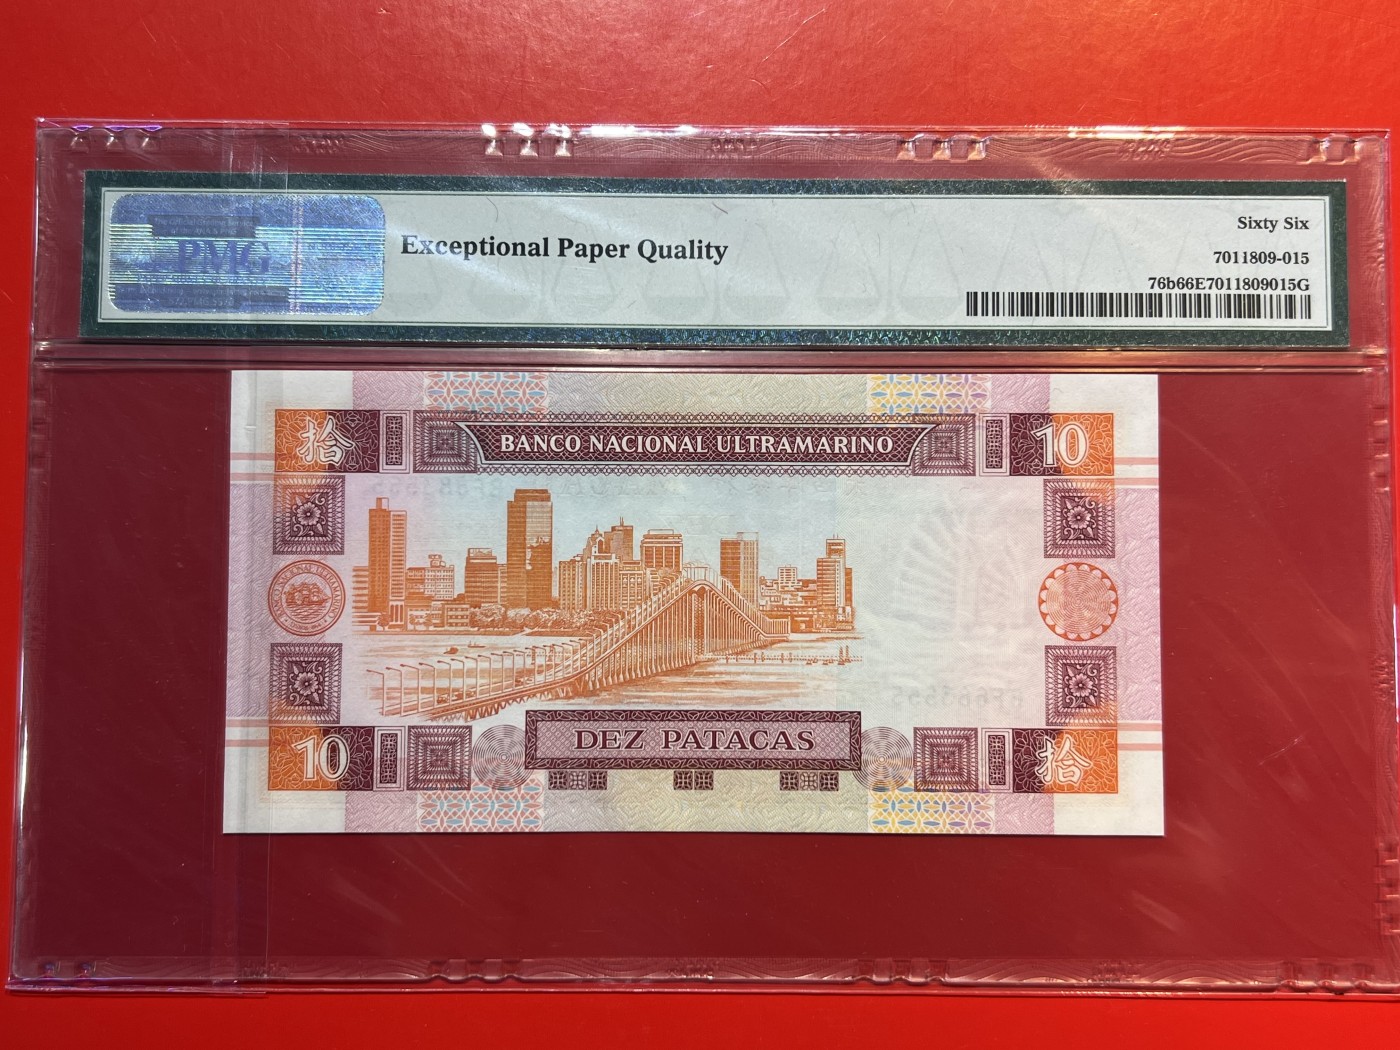 PMG
Exceptional Paper Quality
Sixty Six
7011809-015
76b66E7011809015G
拾
BANCO NACIONAL ULTRAMARINO
10
10
DEZ PATACAS
拾